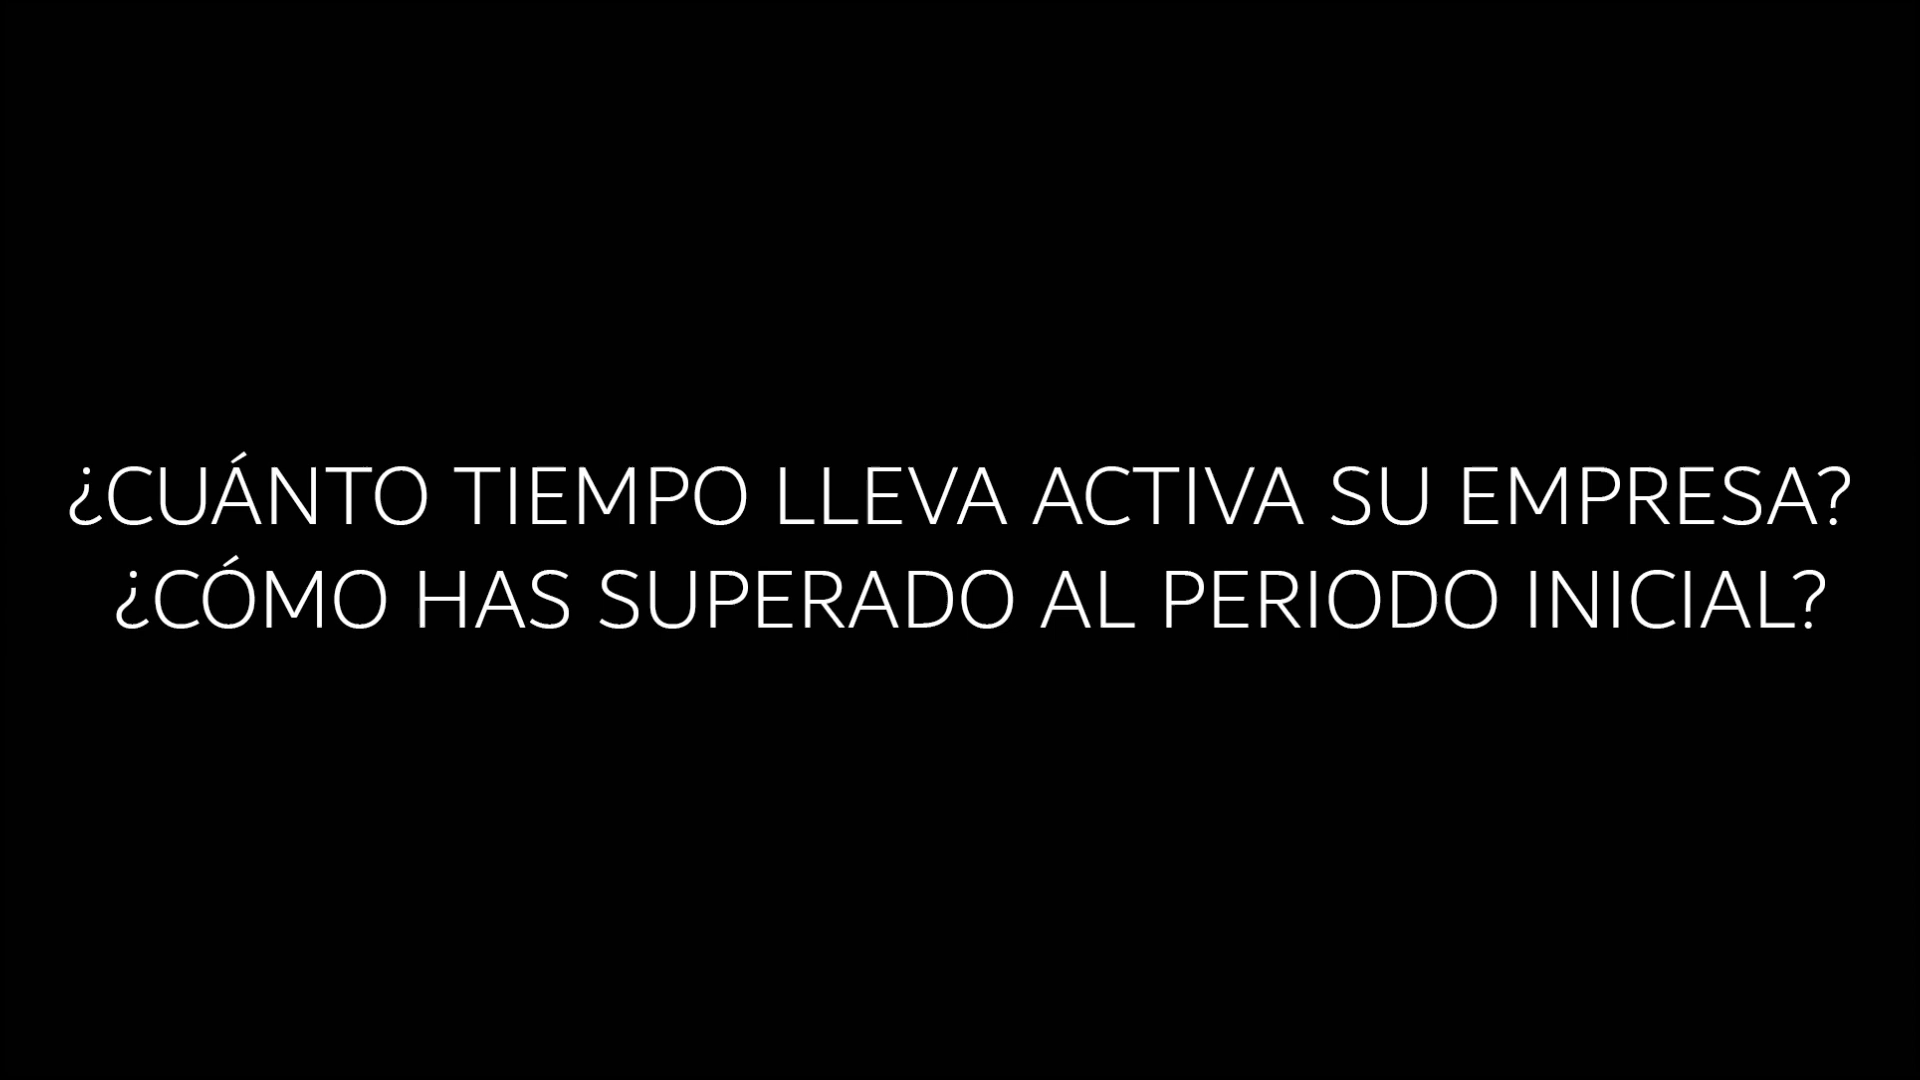 ¿CUÁNTO TIEMPO LLEVA ACTIVA SU EMPRESA?
¿CÓMO HAS SUPERADO AL PERIODO INICIAL?